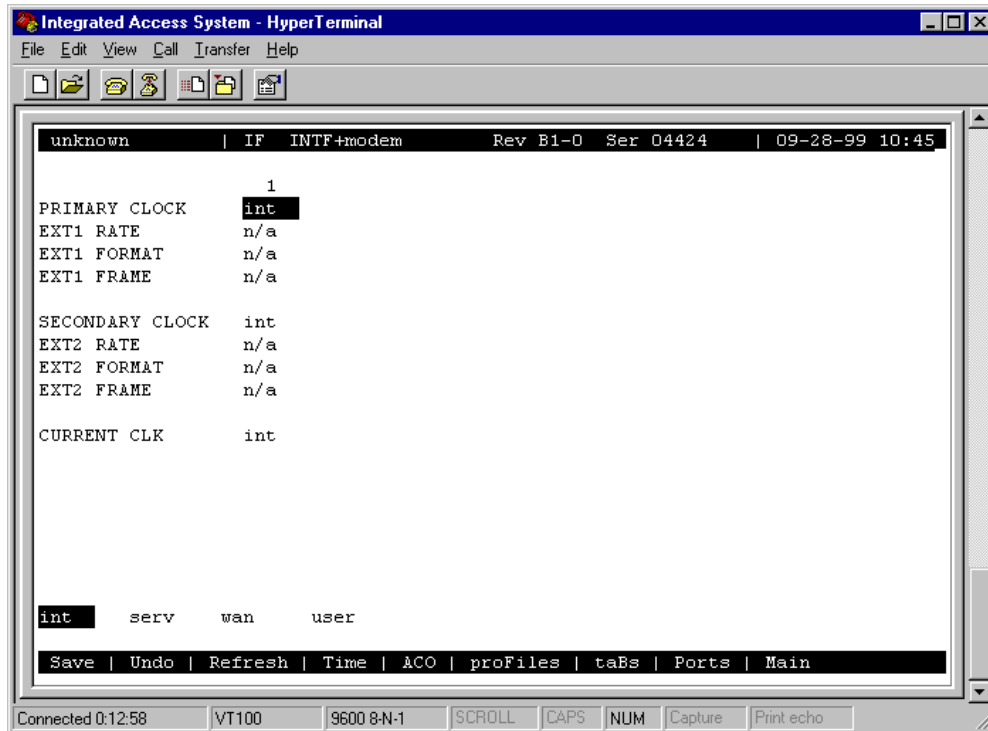 Integrated Access System - HyperTerminal
File Edit View Call Transfer Help
unknown | IF INTF+modem Rev B1-0 Ser 04424 | 09-28-99 10:45
1
PRIMARY CLOCK int
EXT1 RATE n/a
EXT1 FORMAT n/a
EXT1 FRAME n/a
SECONDARY CLOCK int
EXT2 RATE n/a
EXT2 FORMAT n/a
EXT2 FRAME n/a
CURRENT CLK int
int serv wan user
Save | Undo | Refresh | Time | ACO | proFiles | taBs | Ports | Main
Connected 0:12:58 VT100 9600 8-N-1 SCROLL CAPS NUM Capture Print echo